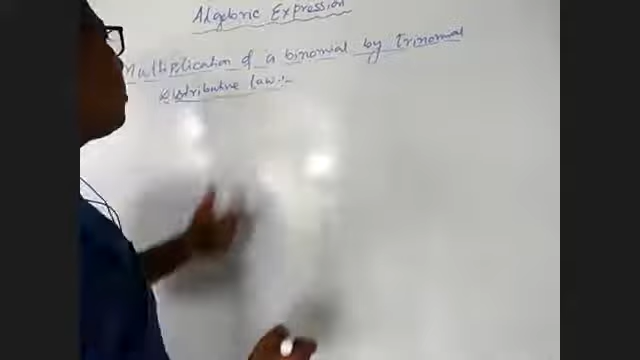 Algebric Expression
Multiplication of a binomial by trinomial
Distributive law :-